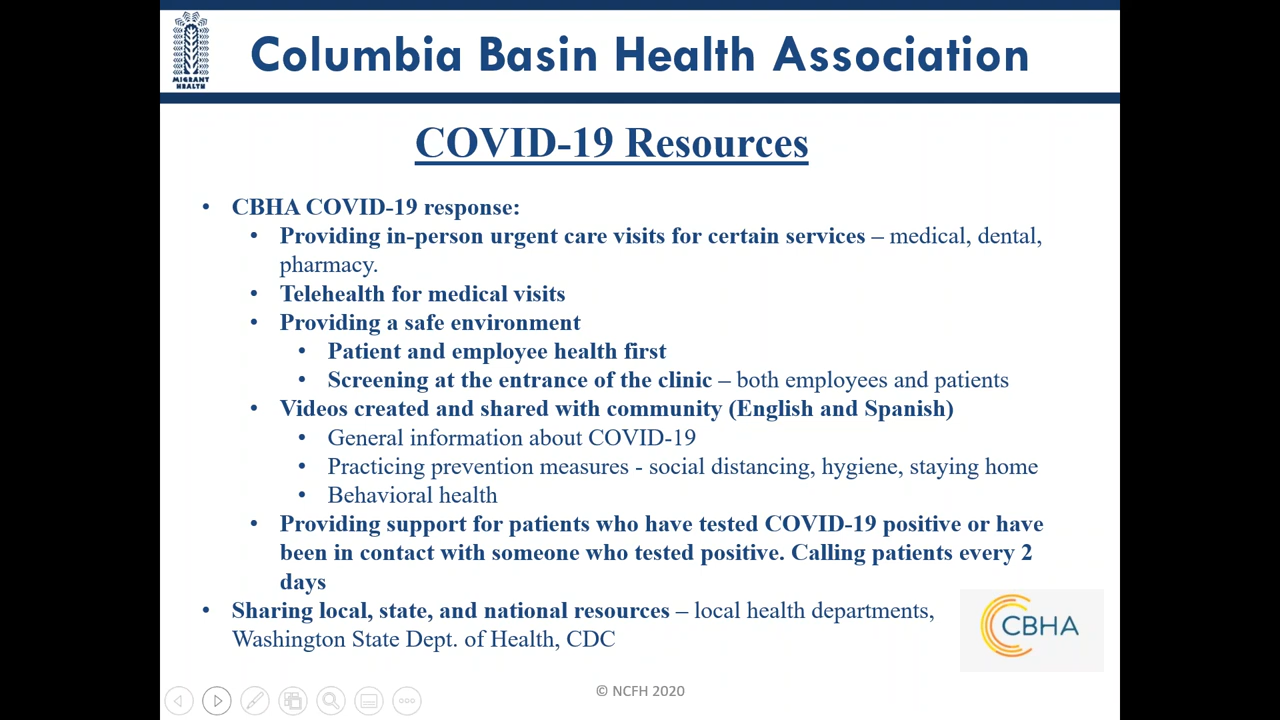 MIGRANT
HEALTH
Columbia Basin Health Association
COVID-19 Resources
• CBHA COVID-19 response:
• Providing in-person urgent care visits for certain services – medical, dental,
pharmacy.
• Telehealth for medical visits
• Providing a safe environment
• Patient and employee health first
• Screening at the entrance of the clinic – both employees and patients
• Videos created and shared with community (English and Spanish)
• General information about COVID-19
• Practicing prevention measures - social distancing, hygiene, staying home
• Behavioral health
• Providing support for patients who have tested COVID-19 positive or have
been in contact with someone who tested positive. Calling patients every 2
days
• Sharing local, state, and national resources – local health departments,
Washington State Dept. of Health, CDC
CBHA
© NCFH 2020